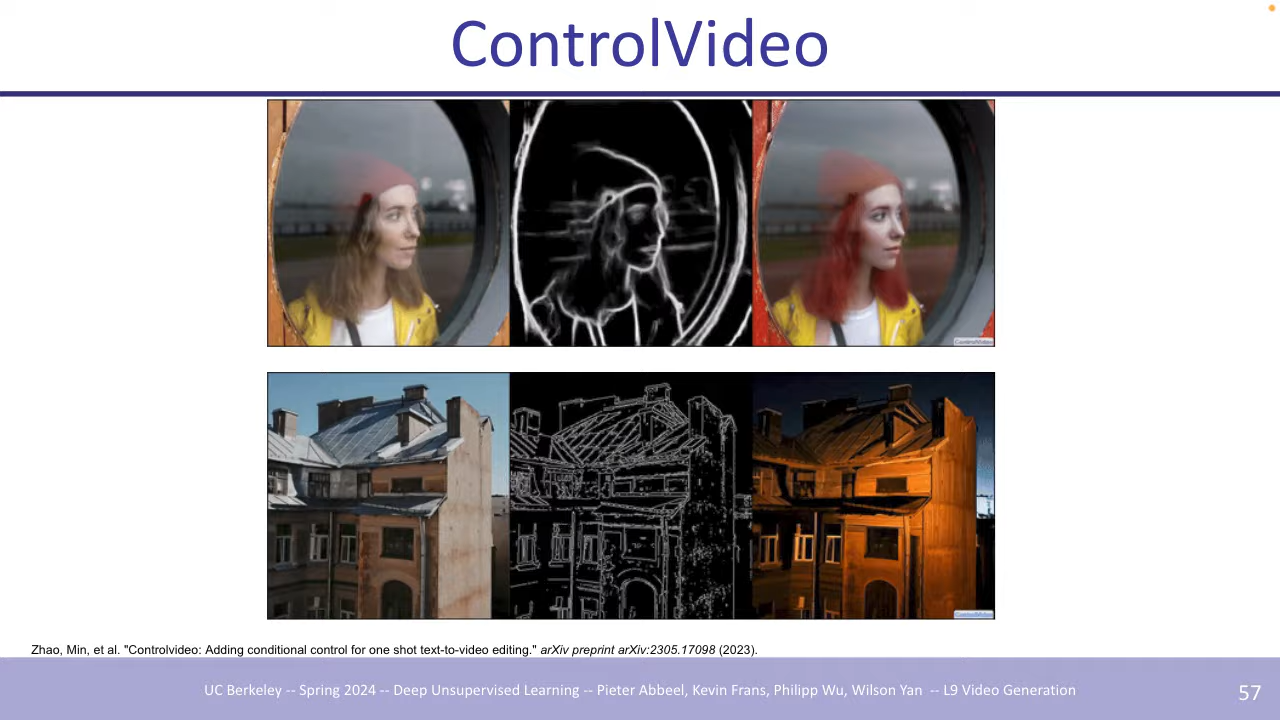 ControlVideo
ControlVideo
ControlVideo
Zhao, Min, et al. "Controlvideo: Adding conditional control for one shot text-to-video editing." arXiv preprint arXiv:2305.17098 (2023).
UC Berkeley -- Spring 2024 -- Deep Unsupervised Learning -- Pieter Abbeel, Kevin Frans, Philipp Wu, Wilson Yan -- L9 Video Generation
57